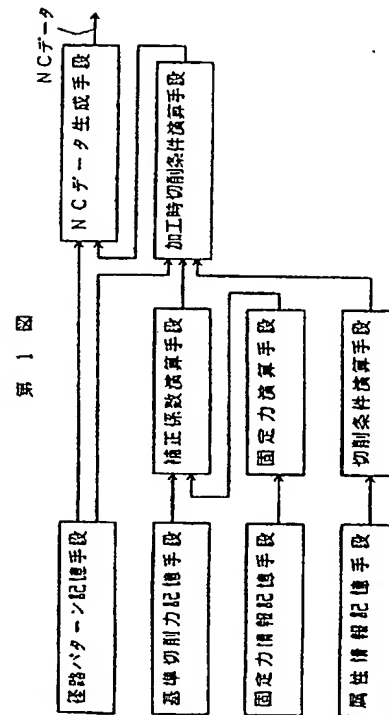 第 1 図
径路パターン記憶手段
基準切削力記憶手段
固定力情報記憶手段
属性情報記憶手段
補正係数演算手段
固定力演算手段
切削条件演算手段
NCデータ生成手段
加工時切削条件演算手段
NCデータ